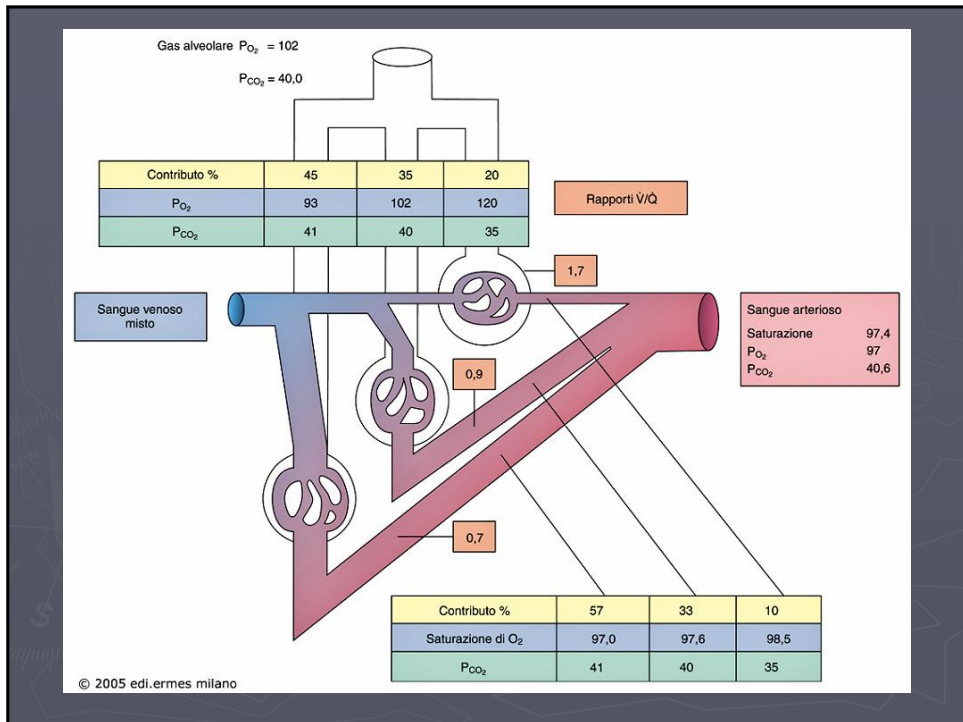 Gas alveolare PO2 = 102
PCO2 = 40,0
Contributo % 45 35 20
PO2 93 102 120
PCO2 41 40 35
Rapporti V̇/Q̇
1,7
Sangue venoso
misto
Sangue arterioso
Saturazione 97,4
PO2 97
PCO2 40,6
0,9
0,7
Contributo % 57 33 10
Saturazione di O2 97,0 97,6 98,5
PCO2 41 40 35
© 2005 edi.ermes milano